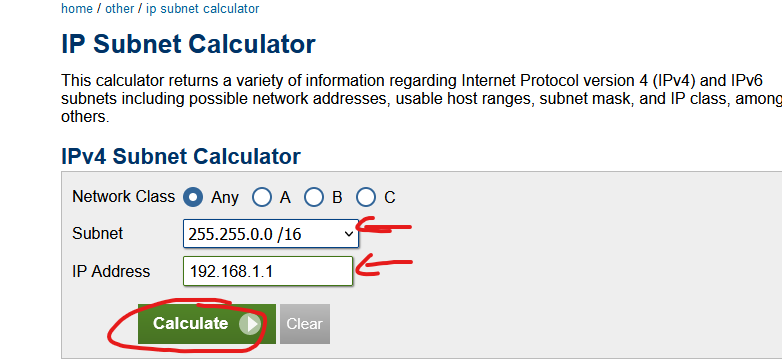 home / other / ip subnet calculator
IP Subnet Calculator
This calculator returns a variety of information regarding Internet Protocol version 4 (IPv4) and IPv6
subnets including possible network addresses, usable host ranges, subnet mask, and IP class, among
others.
IPv4 Subnet Calculator
Network Class Any A B C
Subnet 255.255.0.0 /16
IP Address 192.168.1.1
Calculate Clear